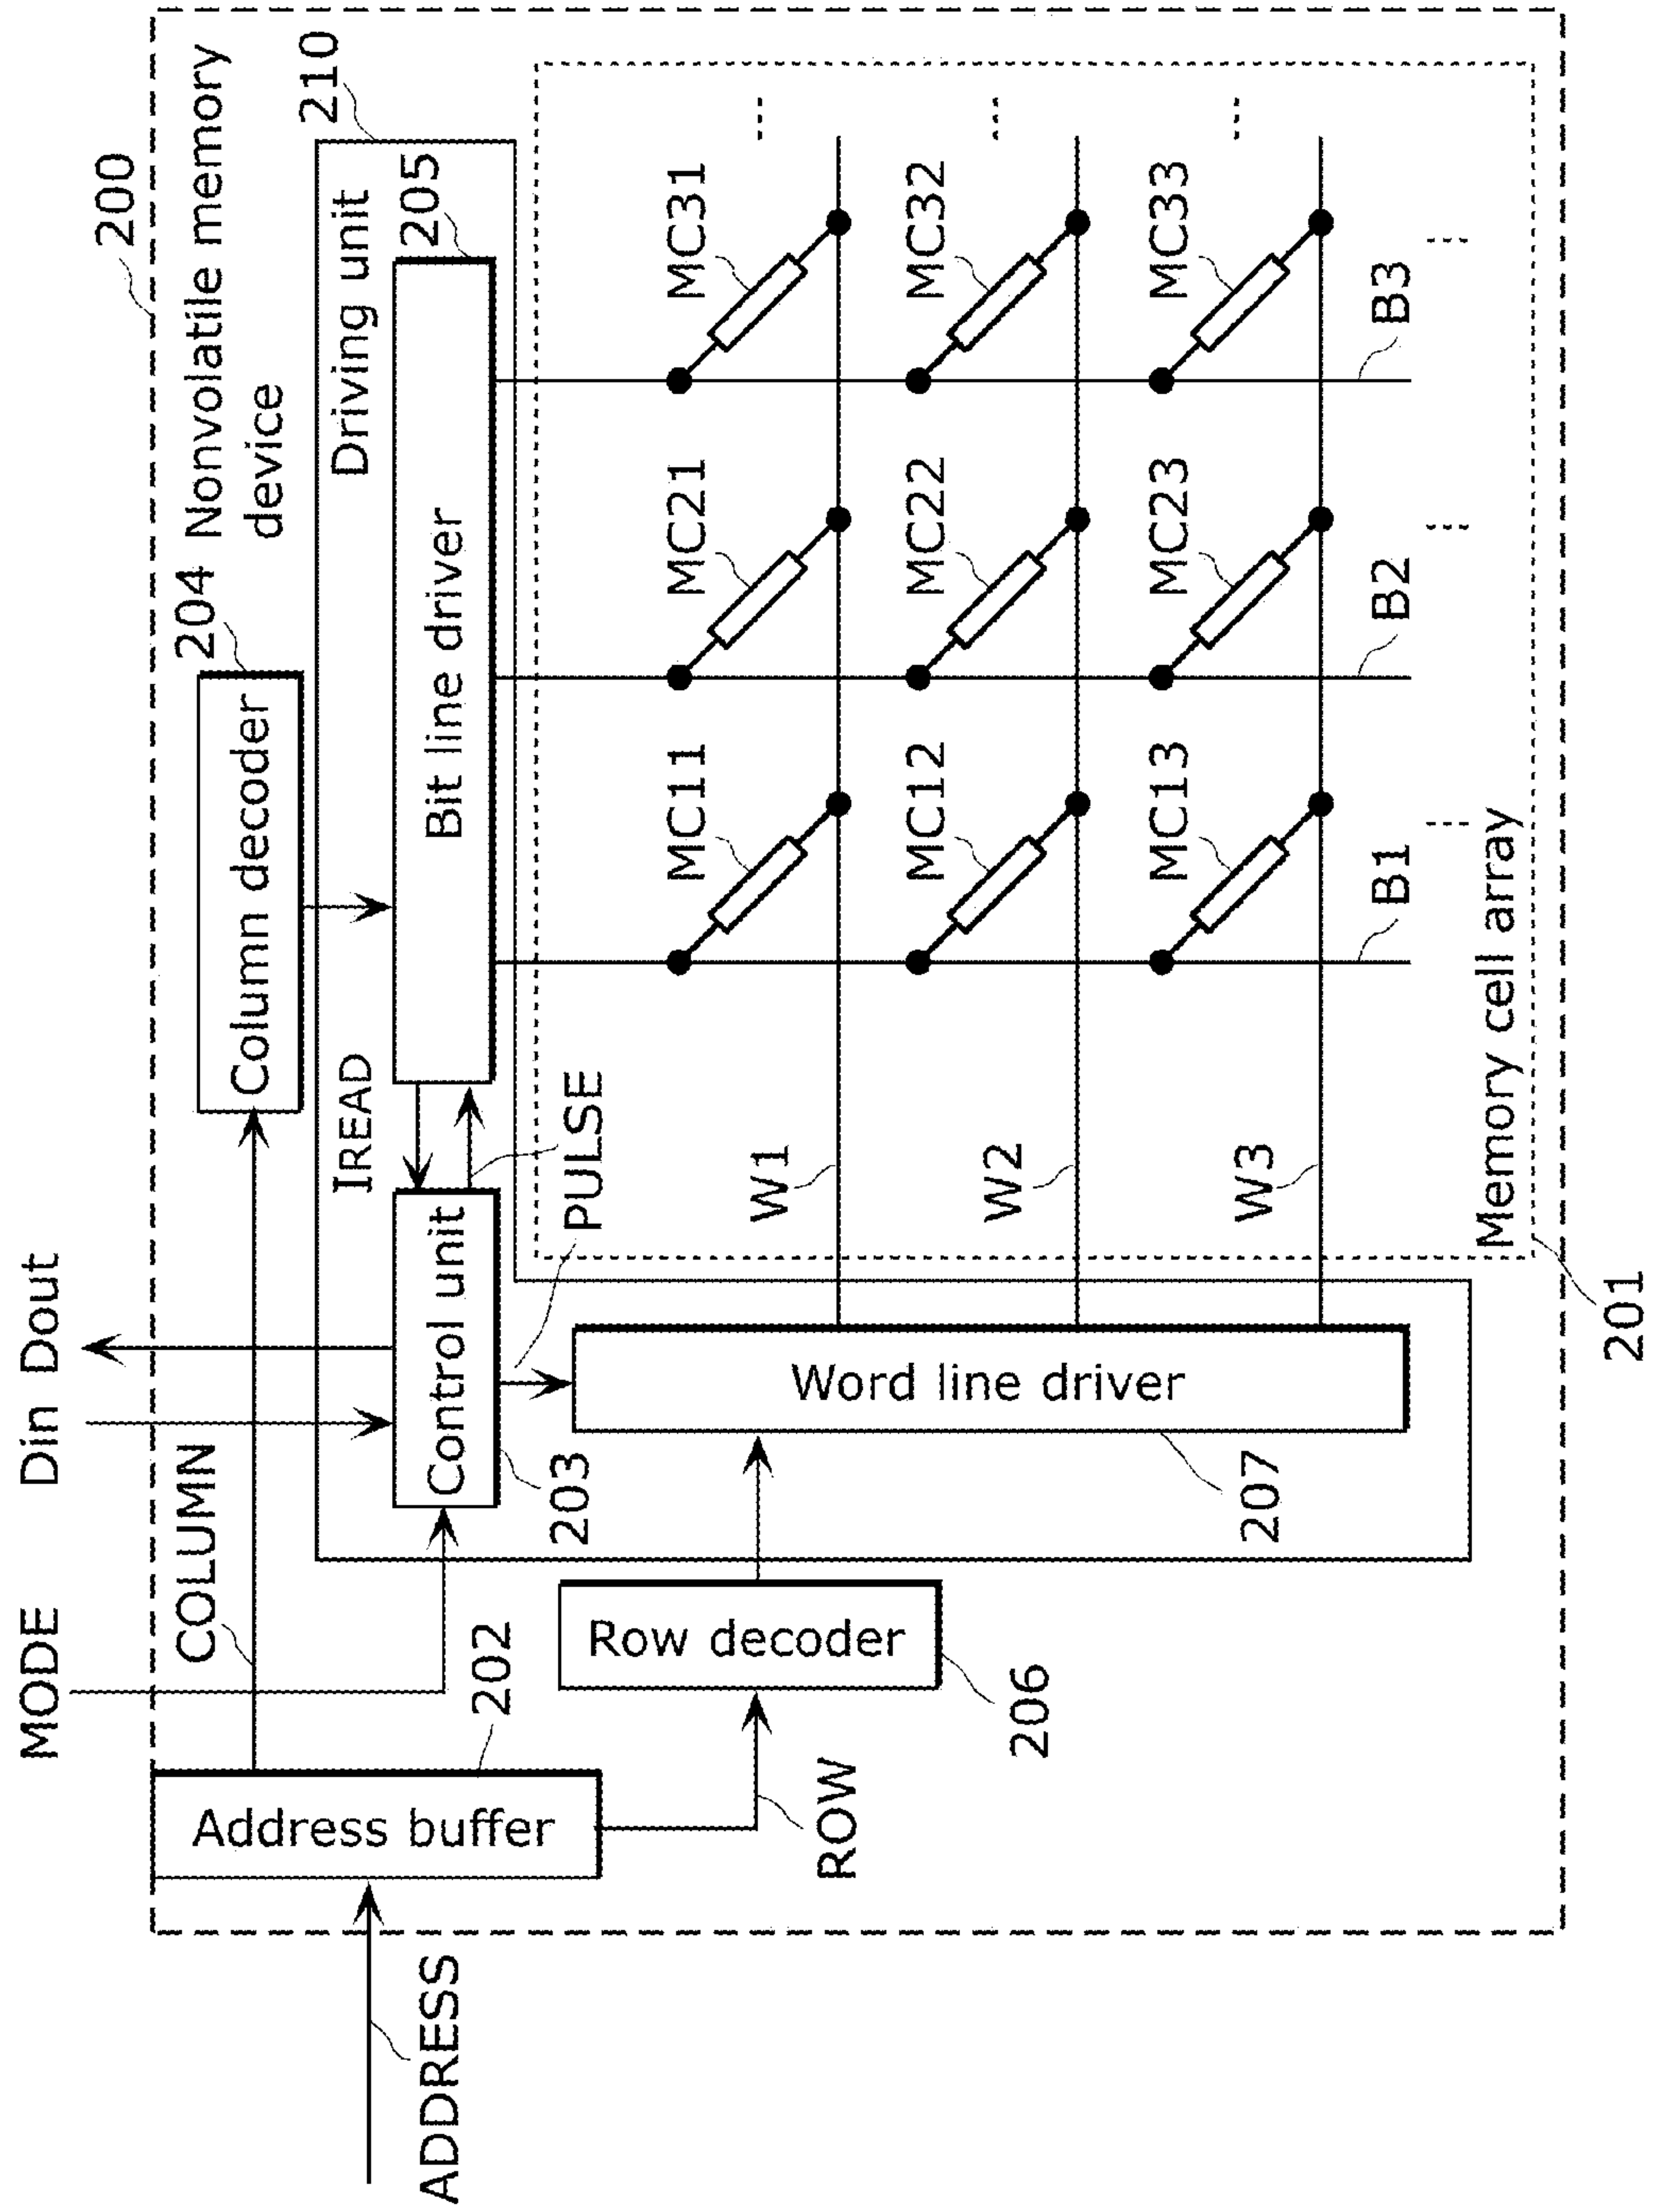 200
204 Nonvolatile memory
device
210
Driving unit
205
Column decoder
Bit line driver
IREAD
PULSE
Din Dout
MODE
COLUMN
Control unit
203
Address buffer
202
ADDRESS
ROW
Row decoder
206
Word line driver
207
W1
W2
W3
MC11
MC21
MC31
MC12
MC22
MC32
MC13
MC23
MC33
B1
B2
B3
Memory cell array
201